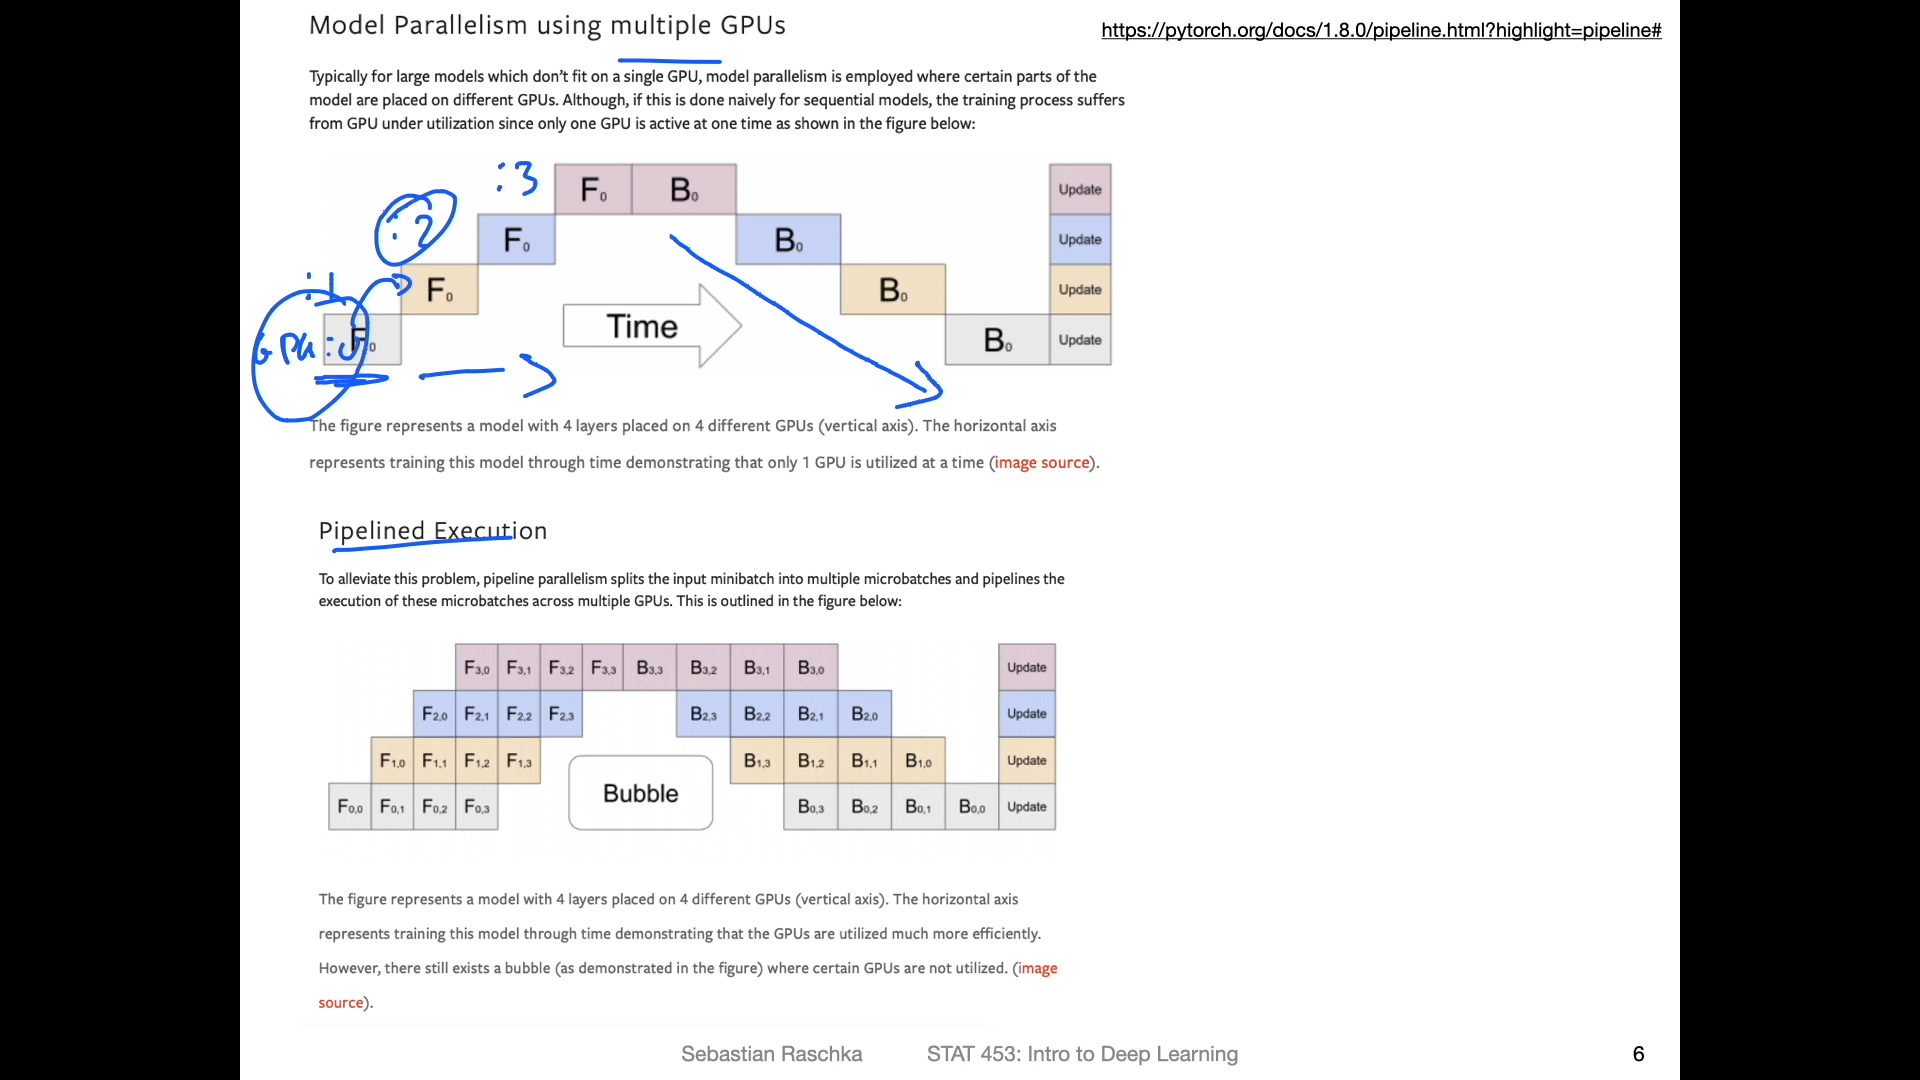 Model Parallelism using multiple GPUs
https://pytorch.org/docs/1.8.0/pipeline.html?highlight=pipeline#
Typically for large models which don't fit on a single GPU, model parallelism is employed where certain parts of the
model are placed on different GPUs. Although, if this is done naively for sequential models, the training process suffers
from GPU under utilization since only one GPU is active at one time as shown in the figure below:
:3 F0 B0 Update
:2 F0 B0 Update
:1 F0 B0 Update
GPU:0 F0 B0 Update
Time
The figure represents a model with 4 layers placed on 4 different GPUs (vertical axis). The horizontal axis
represents training this model through time demonstrating that only 1 GPU is utilized at a time (image source).
Pipelined Execution
To alleviate this problem, pipeline parallelism splits the input minibatch into multiple microbatches and pipelines the
execution of these microbatches across multiple GPUs. This is outlined in the figure below:
F3,0 F3,1 F3,2 F3,3 B3,3 B3,2 B3,1 B3,0 Update
F2,0 F2,1 F2,2 F2,3 B2,3 B2,2 B2,1 B2,0 Update
F1,0 F1,1 F1,2 F1,3 B1,3 B1,2 B1,1 B1,0 Update
Bubble
F0,0 F0,1 F0,2 F0,3 B0,3 B0,2 B0,1 B0,0 Update
The figure represents a model with 4 layers placed on 4 different GPUs (vertical axis). The horizontal axis
represents training this model through time demonstrating that the GPUs are utilized much more efficiently.
However, there still exists a bubble (as demonstrated in the figure) where certain GPUs are not utilized. (image
source).
Sebastian Raschka STAT 453: Intro to Deep Learning 6